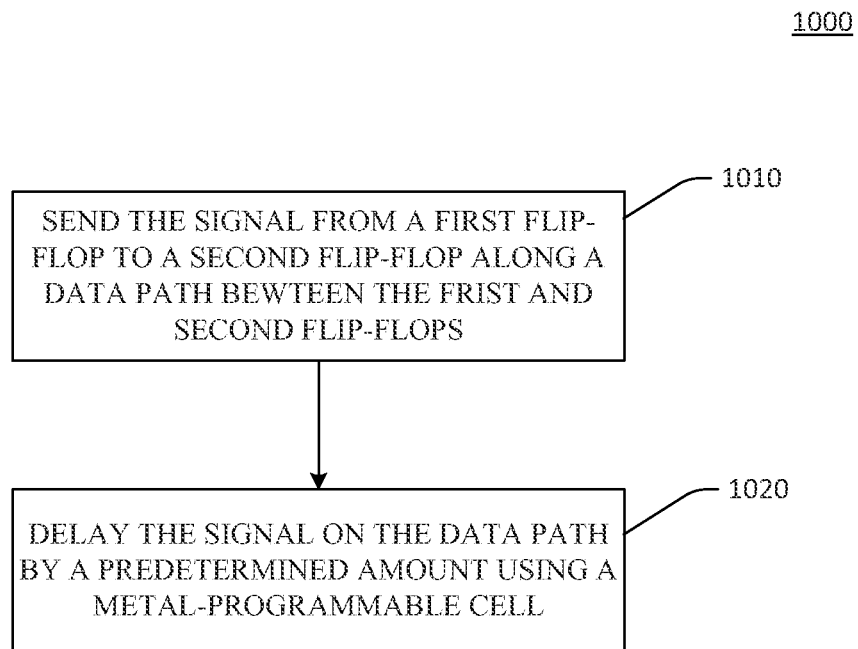 1000
1010
SEND THE SIGNAL FROM A FIRST FLIP-
FLOP TO A SECOND FLIP-FLOP ALONG A
DATA PATH BEWTEEN THE FRIST AND
SECOND FLIP-FLOPS
1020
DELAY THE SIGNAL ON THE DATA PATH
BY A PREDETERMINED AMOUNT USING A
METAL-PROGRAMMABLE CELL